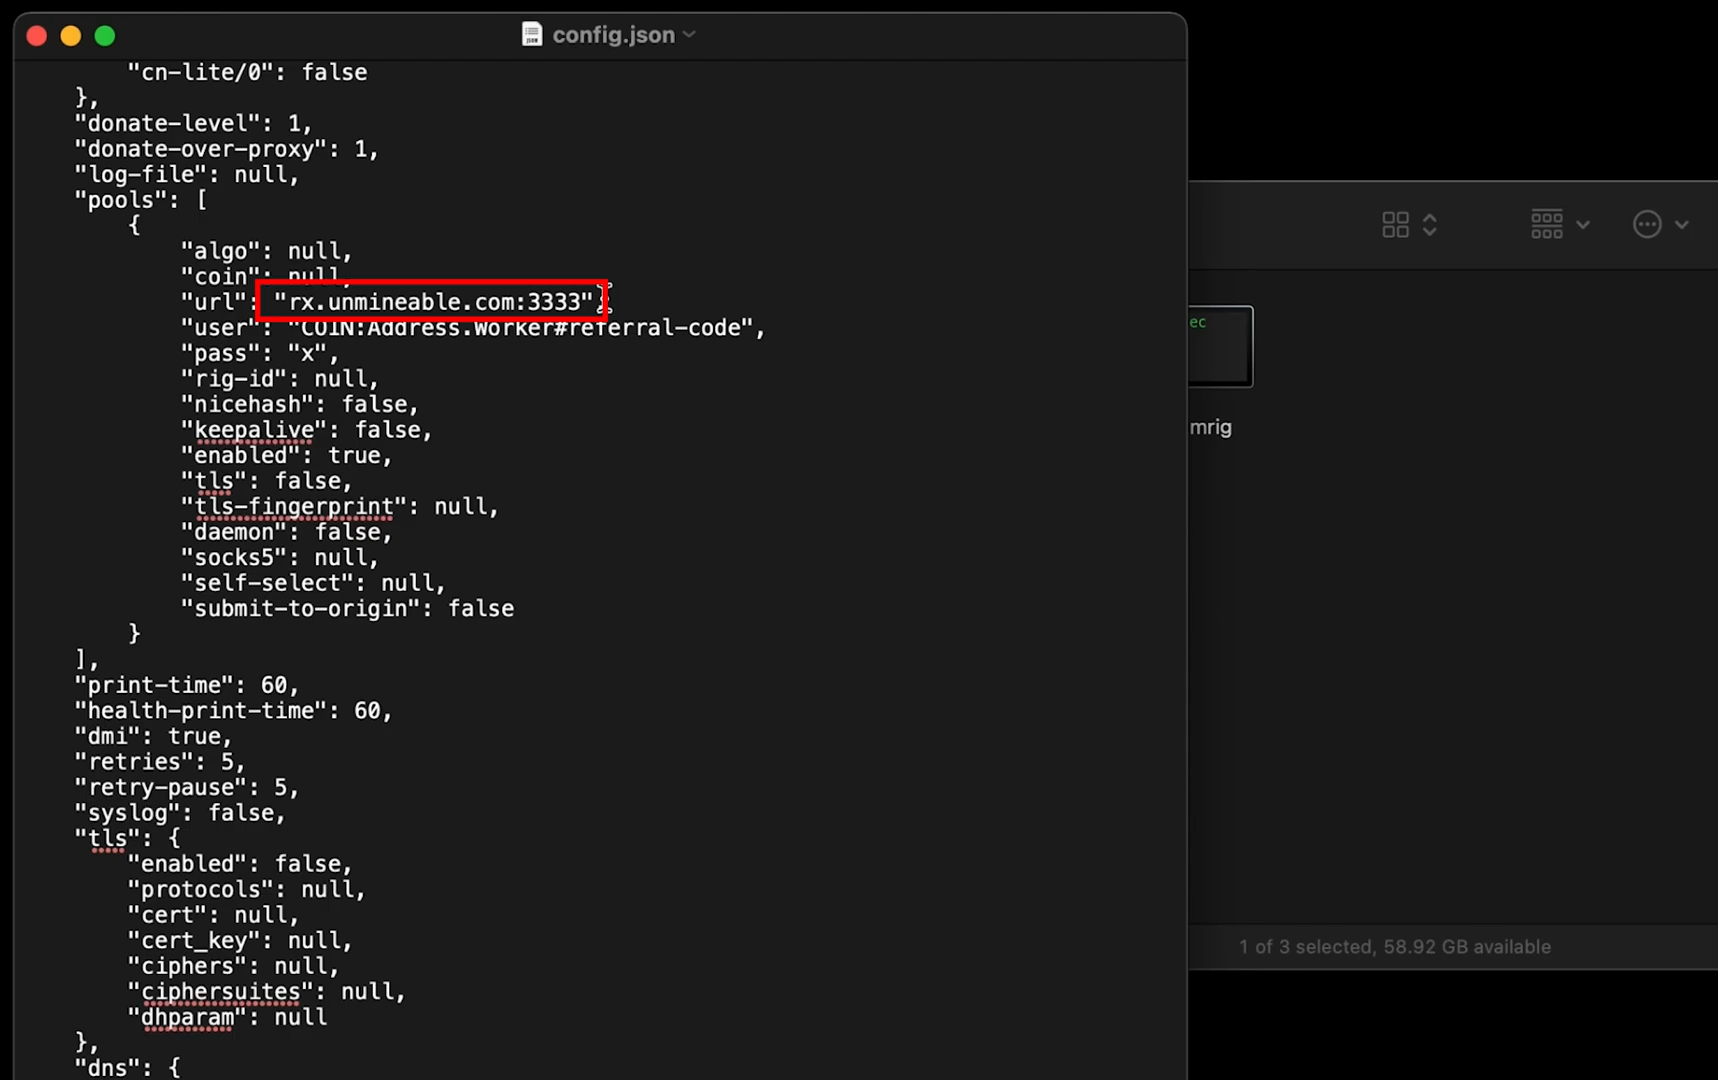 config.json
"cn-lite/0": false
},
"donate-level": 1,
"donate-over-proxy": 1,
"log-file": null,
"pools": [
{
"algo": null,
"coin": null,
"url": "rx.unmineable.com:3333",
"user": "COIN:Address.Worker#referral-code",
"pass": "x",
"rig-id": null,
"nicehash": false,
"keepalive": false,
"enabled": true,
"tls": false,
"tls-fingerprint": null,
"daemon": false,
"socks5": null,
"self-select": null,
"submit-to-origin": false
}
],
"print-time": 60,
"health-print-time": 60,
"dmi": true,
"retries": 5,
"retry-pause": 5,
"syslog": false,
"tls": {
"enabled": false,
"protocols": null,
"cert": null,
"cert_key": null,
"ciphers": null,
"ciphersuites": null,
"dhparam": null
},
"dns": {
ec
mrig
1 of 3 selected, 58.92 GB available